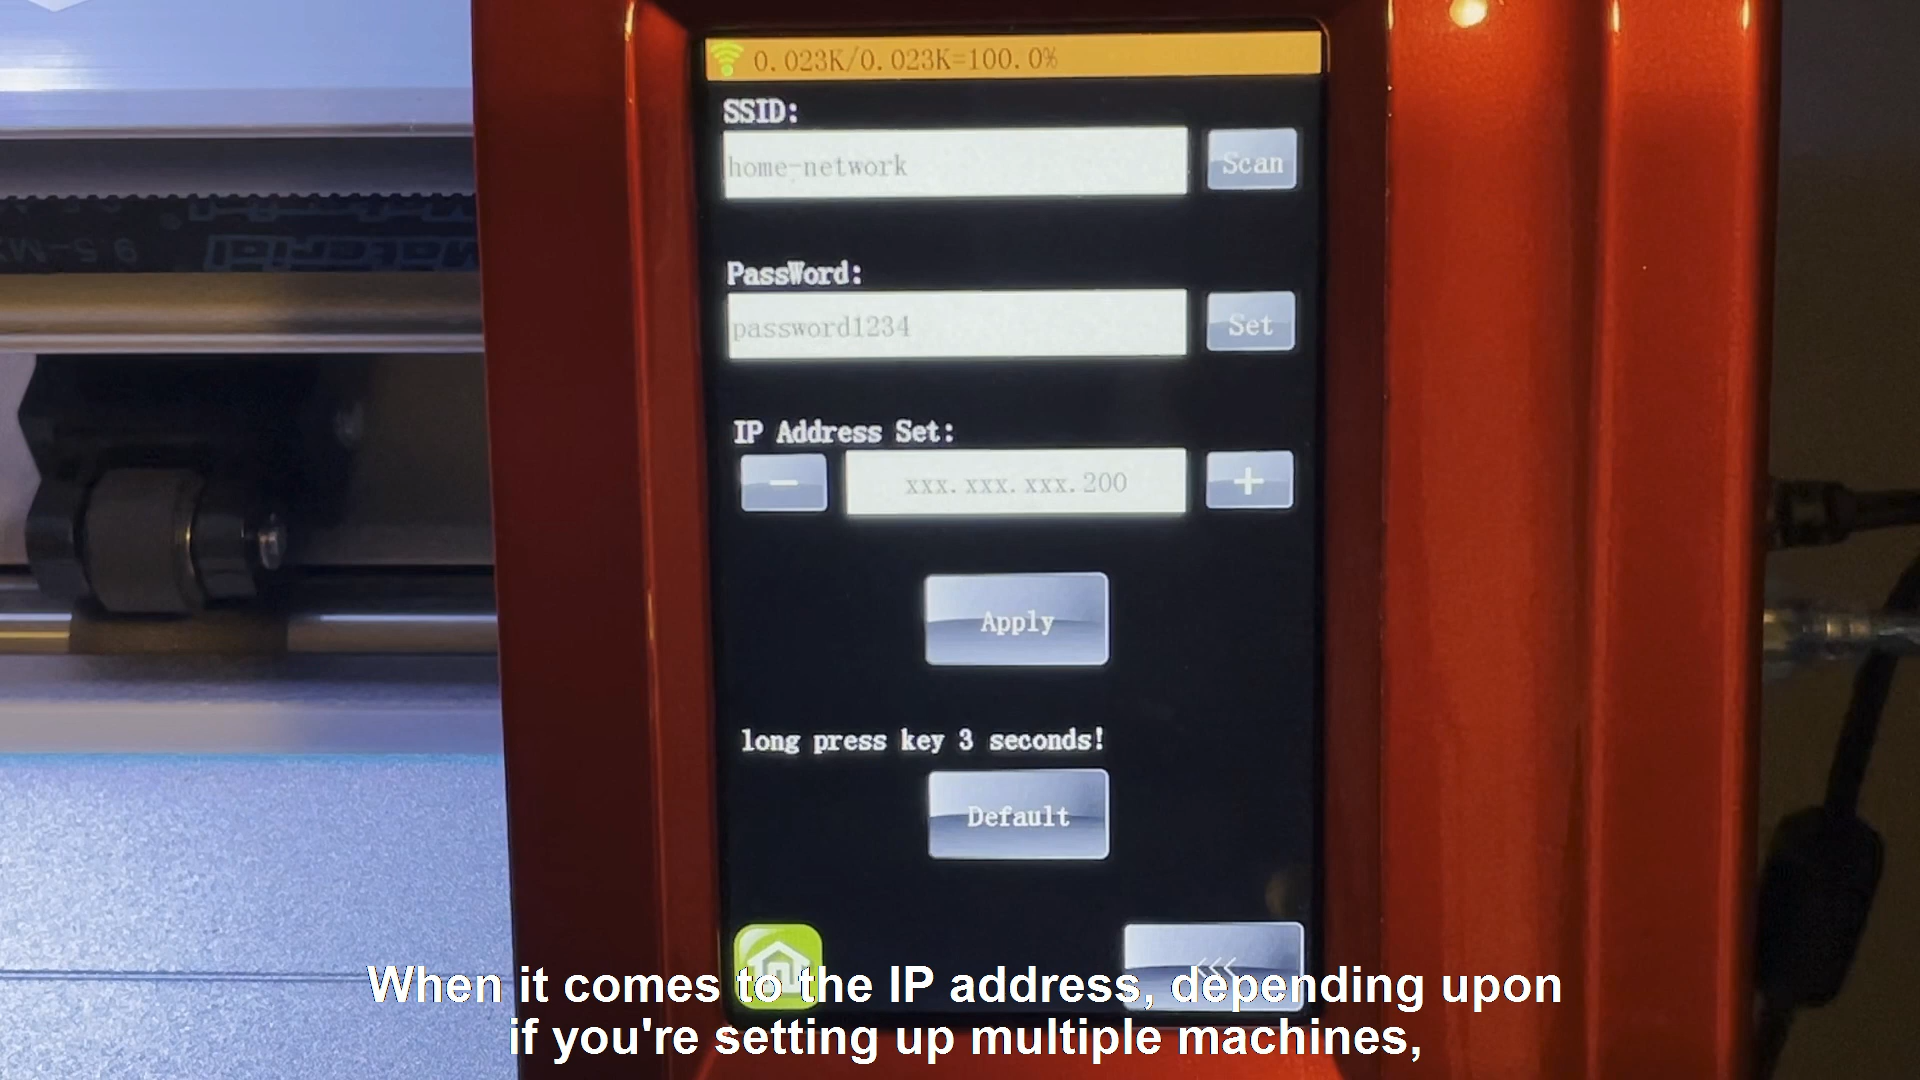 0.023K/0.023K=100.0%
SSID:
home-network
Scan
PassWord:
password1234
Set
IP Address Set:
xxx.xxx.xxx.200
Apply
long press key 3 seconds!
Default
<<<
When it comes to the IP address, depending upon
if you're setting up multiple machines,